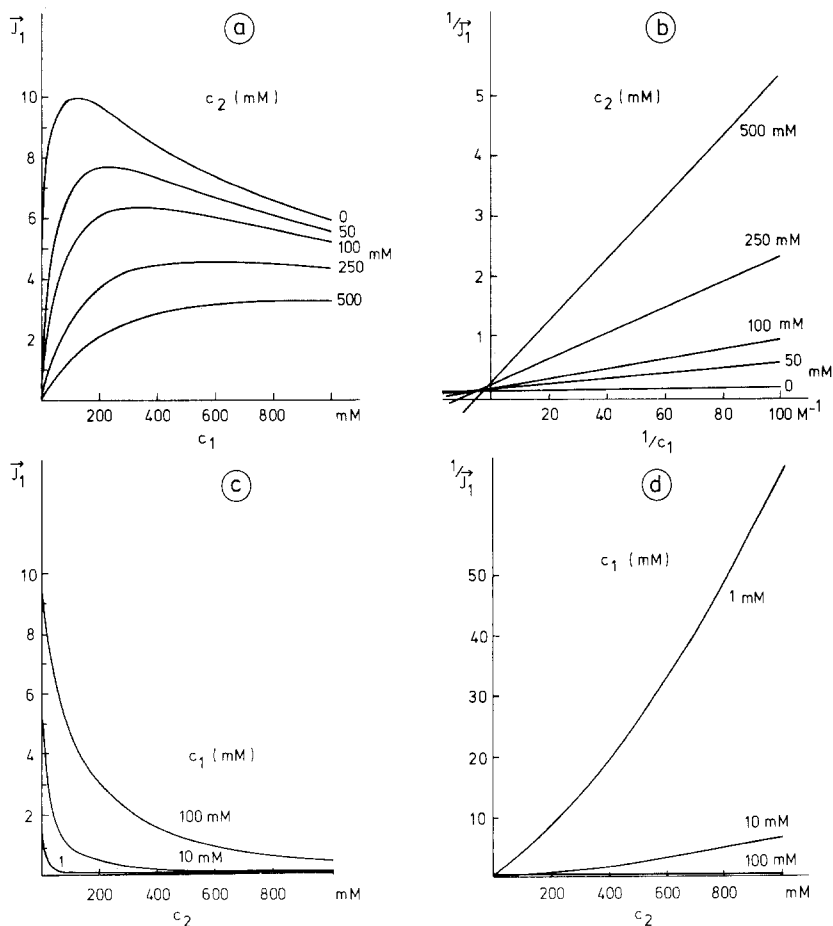 J⃗₁
a
10
8
6
4
2
c₂ (mM)
0
50
100 mM
250
500
200 400 600 800 mM
c₁
1/J⃗₁
b
5
4
3
2
1
c₂ (mM)
500 mM
250 mM
100 mM
50 mM
0
20 40 60 80 100 M⁻¹
1/c₁
J⃗₁
c
10
8
6
4
2
c₁ (mM)
100 mM
10 mM
1
200 400 600 800 mM
c₂
1/J⃗₁
d
50
40
30
20
10
c₁ (mM)
1 mM
10 mM
100 mM
200 400 600 800 mM
c₂